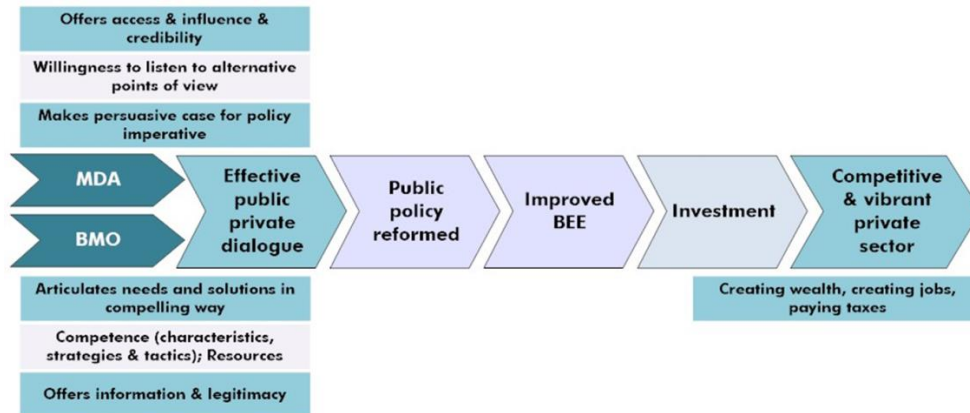 Offers access & influence &
credibility
Willingness to listen to alternative
points of view
Makes persuasive case for policy
imperative
MDA
BMO
Effective
public
private
dialogue
Public
policy
reformed
Improved
BEE
Investment
Competitive
& vibrant
private
sector
Articulates needs and solutions in
compelling way
Competence (characteristics,
strategies & tactics); Resources
Offers information & legitimacy
Creating wealth, creating jobs,
paying taxes